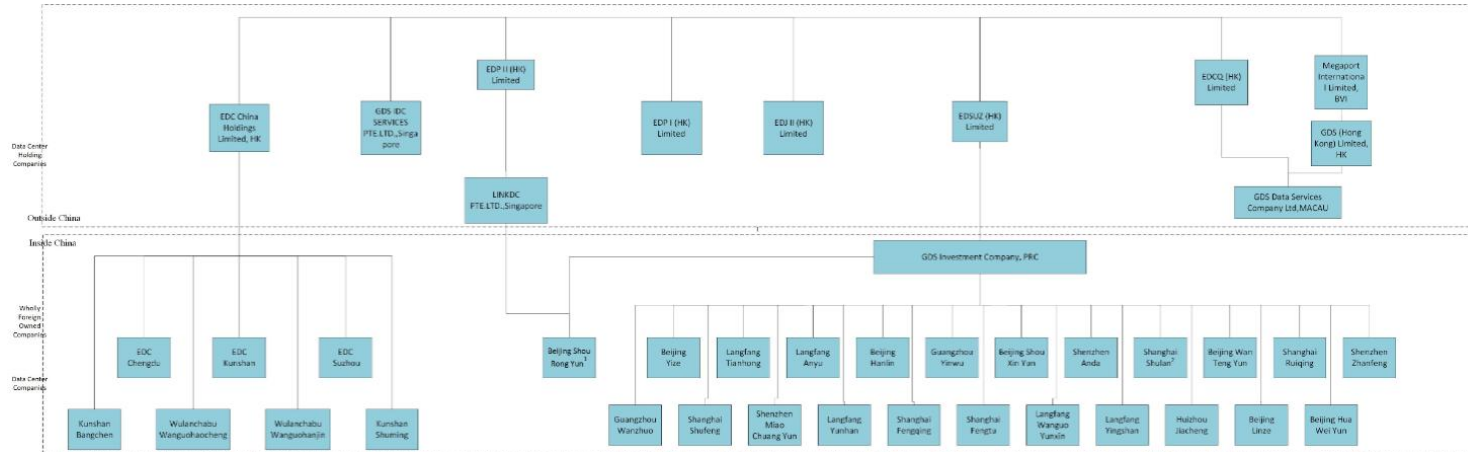 EDP II (HK)
Limited
EDCQ (HK)
Limited
Megaport
Internationa
l Limited,
BVI
EDC China
Holdings
Limited, HK
GDS IDC
SERVICES
PTE.LTD.,Singa
pore
EDP I (HK)
Limited
EDJ II (HK)
Limited
EDSUZ (HK)
Limited
GDS (Hong
Kong) Limited,
HK
Data Center
Holding
Companies
LINKDC
PTE.LTD.,Singapore
GDS Data Services
Company Ltd,MACAU
Outside China
Inside China
GDS Investment Company, PRC
Wholly
Foreign
Owned
Companies
EDC
Chengdu
EDC
Kunshan
EDC
Suzhou
Beijing Shou
Rong Yun1
Beijing
Yize
Langfang
Tianhong
Langfang
Anyu
Beijing
Hanlin
Guangzhou
Yinwu
Beijing Shou
Xin Yun
Shenzhen
Anda
Shanghai
Shulan2
Beijing Wan
Teng Yun
Shanghai
Ruiqing
Shenzhen
Zhanfeng
Data Center
Companies
Kunshan
Bangchen
Wulanchabu
Wanguohaocheng
Wulanchabu
Wanguohanjin
Kunshan
Shuming
Guangzhou
Wanzhuo
Shanghai
Shufeng
Shenzhen
Miao
Chuang Yun
Langfang
Yunhan
Shanghai
Fengqing
Shanghai
Fengtu
Langfang
Wanguo
Yunxin
Langfang
Yingshan
Huizhou
Jiacheng
Beijing
Linze
Beijing Hua
Wei Yun